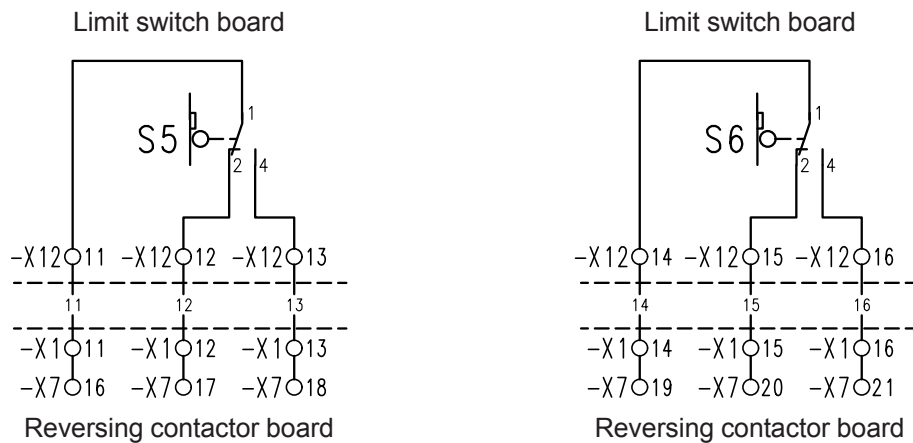 Limit switch board Limit switch board
1 1
S5 S6
2 4 2 4
-X12 11 -X12 12 -X12 13 -X12 14 -X12 15 -X12 16
11 12 13 14 15 16
-X1 11 -X1 12 -X1 13 -X1 14 -X1 15 -X1 16
-X7 16 -X7 17 -X7 18 -X7 19 -X7 20 -X7 21
Reversing contactor board Reversing contactor board